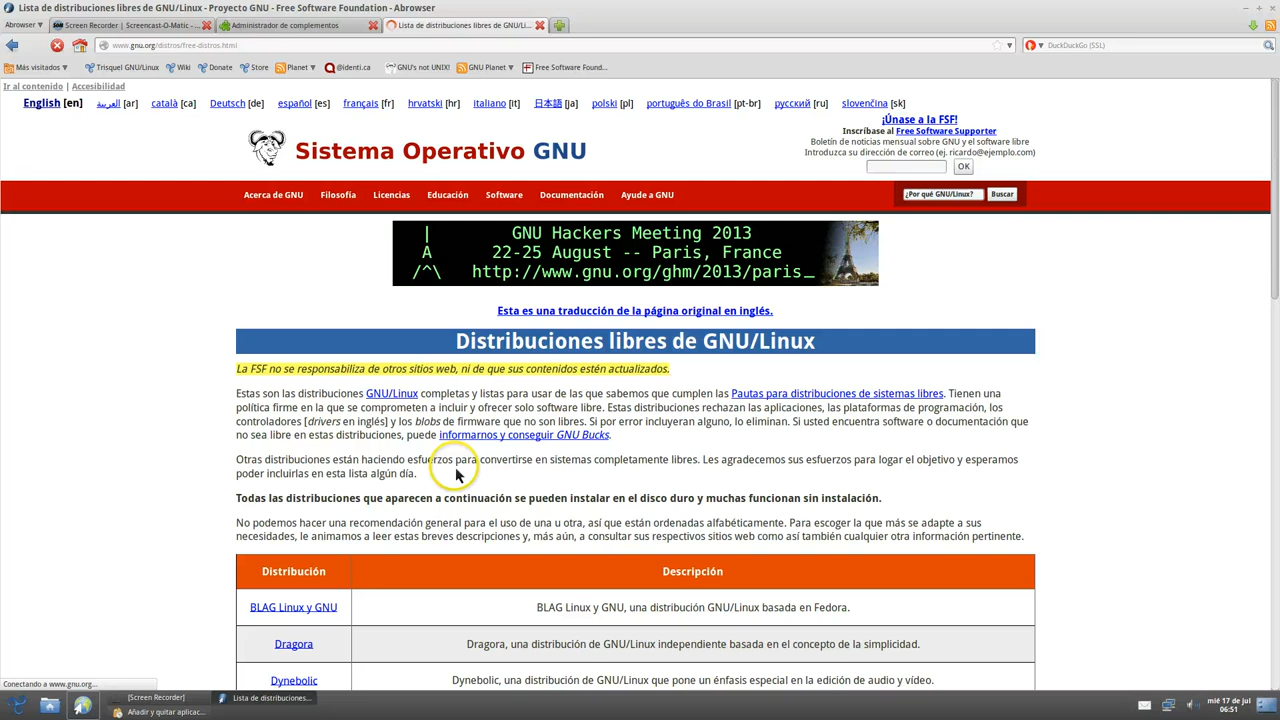 Lista de distribuciones libres de GNU/Linux - Proyecto GNU - Free Software Foundation - Abrowser
Abrowser
Screen Recorder | Screencast-O-Matic - ...
Administrador de complementos
Lista de distribuciones libres de GNU/Li...
www.gnu.org/distros/free-distros.html
DuckDuckGo (SSL)
Más visitados
Trisquel GNU/Linux
Wiki
Donate
Store
Planet
@identi.ca
GNU's not UNIX!
GNU Planet
Free Software Found...
Ir al contenido | Accesibilidad
English [en] العربية [ar] català [ca] Deutsch [de] español [es] français [fr] hrvatski [hr] italiano [it] 日本語 [ja] polski [pl] português do Brasil [pt-br] русский [ru] slovenčina [sk]
¡Únase a la FSF!
Inscríbase al Free Software Supporter
Boletín de noticias mensual sobre GNU y el software libre
Introduzca su dirección de correo (ej. ricardo@ejemplo.com)
OK
Sistema Operativo GNU
Acerca de GNU Filosofía Licencias Educación Software Documentación Ayude a GNU
¿Por qué GNU/Linux? Buscar
| GNU Hackers Meeting 2013
A 22-25 August -- Paris, France
/^\ http://www.gnu.org/ghm/2013/paris_
Esta es una traducción de la página original en inglés.
Distribuciones libres de GNU/Linux
La FSF no se responsabiliza de otros sitios web, ni de que sus contenidos estén actualizados.
Estas son las distribuciones GNU/Linux completas y listas para usar de las que sabemos que cumplen las Pautas para distribuciones de sistemas libres. Tienen una
política firme en la que se comprometen a incluir y ofrecer solo software libre. Estas distribuciones rechazan las aplicaciones, las plataformas de programación, los
controladores [drivers en inglés] y los blobs de firmware que no son libres. Si por error incluyeran alguno, lo eliminan. Si usted encuentra software o documentación que
no sea libre en estas distribuciones, puede informarnos y conseguir GNU Bucks.
Otras distribuciones están haciendo esfuerzos para convertirse en sistemas completamente libres. Les agradecemos sus esfuerzos para logar el objetivo y esperamos
poder incluirlas en esta lista algún día.
Todas las distribuciones que aparecen a continuación se pueden instalar en el disco duro y muchas funcionan sin instalación.
No podemos hacer una recomendación general para el uso de una u otra, así que están ordenadas alfabéticamente. Para escoger la que más se adapte a sus
necesidades, le animamos a leer estas breves descripciones y, más aún, a consultar sus respectivos sitios web como así también cualquier otra información pertinente.
Distribución Descripción
BLAG Linux y GNU BLAG Linux y GNU, una distribución GNU/Linux basada en Fedora.
Dragora Dragora, una distribución de GNU/Linux independiente basada en el concepto de la simplicidad.
Dynebolic Dynebolic, una distribución de GNU/Linux que pone un énfasis especial en la edición de audio y vídeo.
Conectando a www.gnu.org...
[Screen Recorder]
Lista de distribuciones...
Añadir y quitar aplicac...
mié 17 de jul
06:51